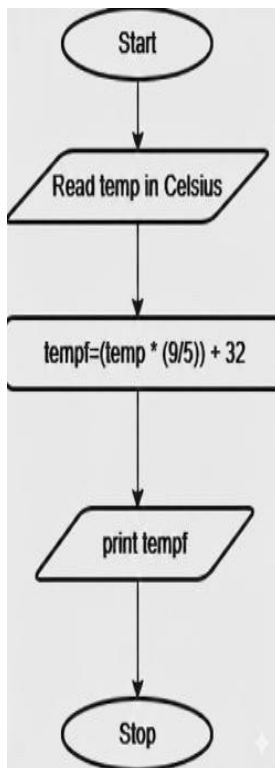 Start
Read temp in Celsius
tempf=(temp * (9/5)) + 32
print tempf
Stop